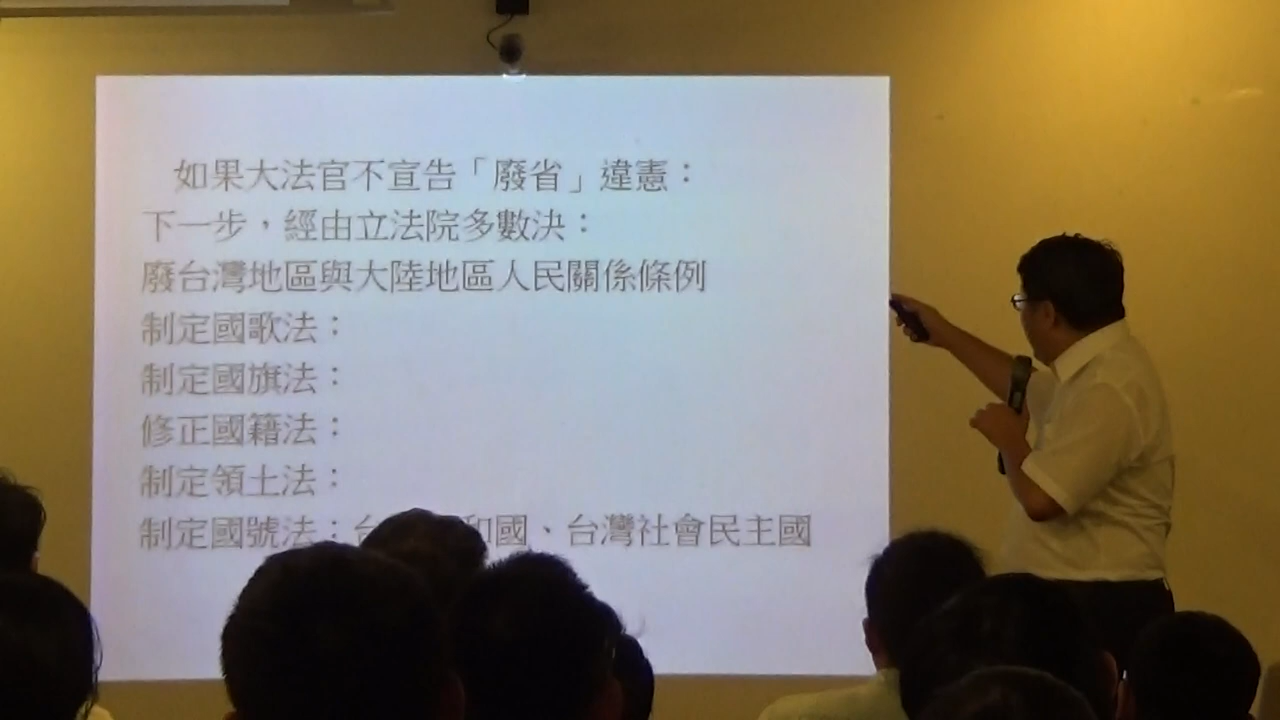 如果大法官不宣告「廢省」違憲：
下一步，經由立法院多數決：
廢台灣地區與大陸地區人民關係條例
制定國歌法：
制定國旗法：
修正國籍法：
制定領土法：
制定國號法：台 和國、台灣社會民主國